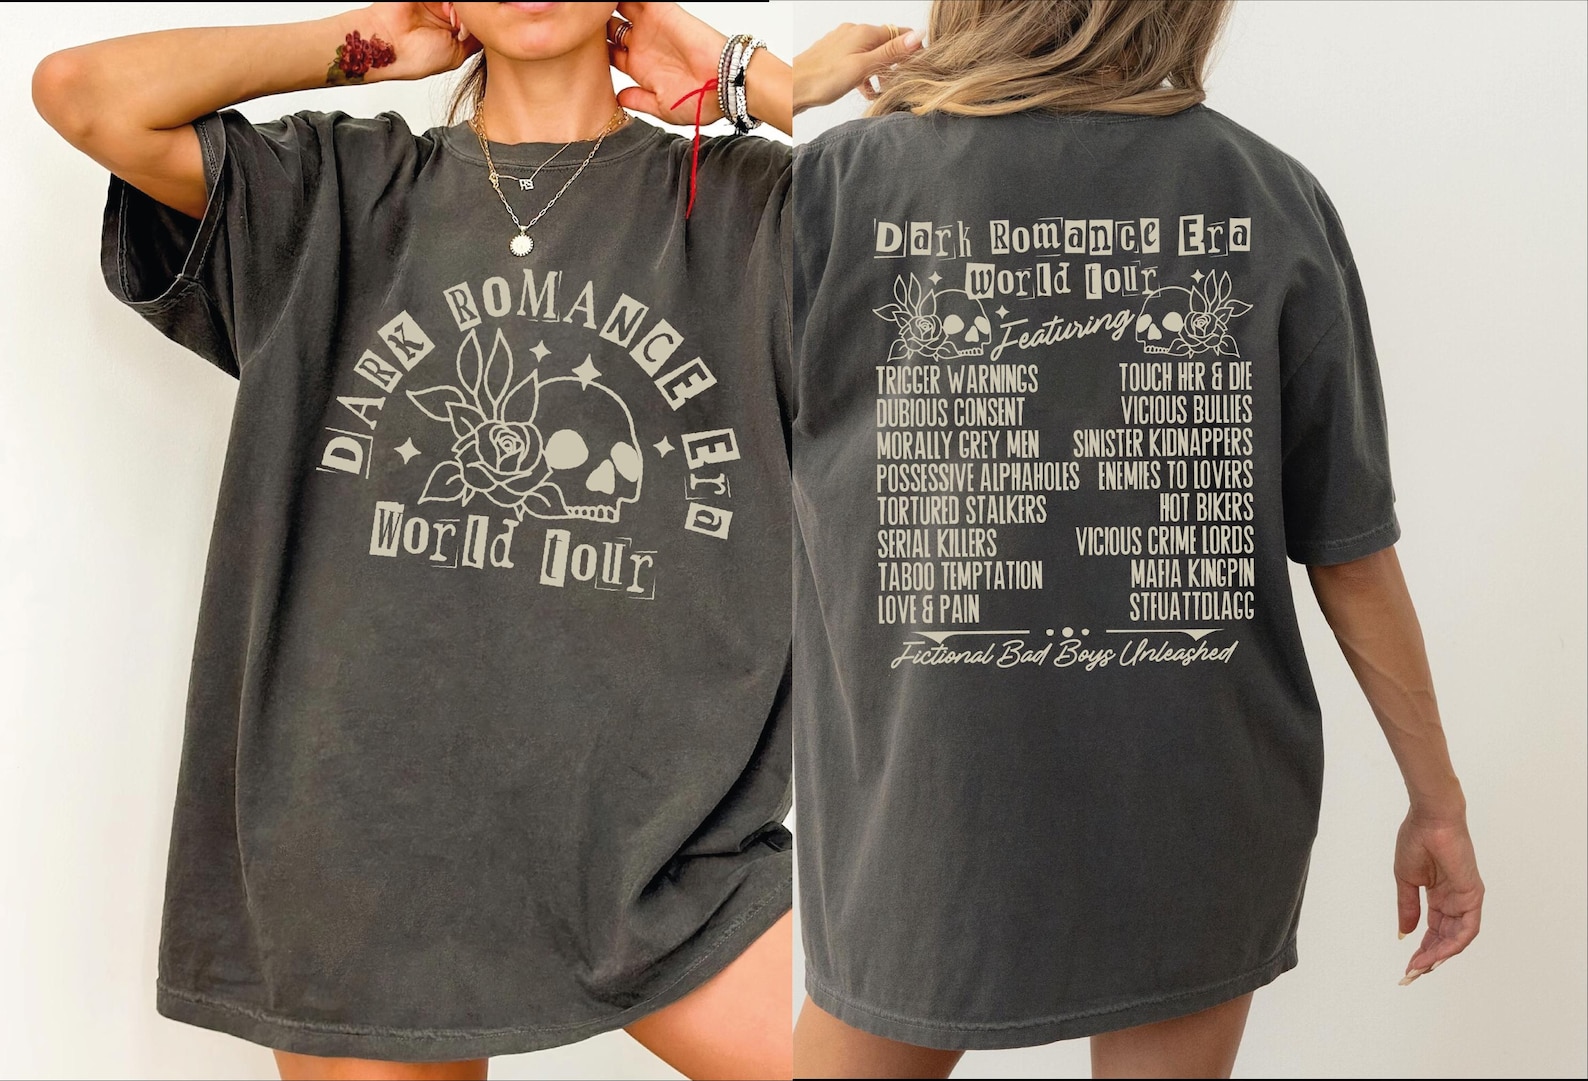 DARK ROMANCE Era
World tour
Dark Romance Era
world tour
Featuring
TRIGGER WARNINGS TOUCH HER & DIE
DUBIOUS CONSENT VICIOUS BULLIES
MORALLY GREY MEN SINISTER KIDNAPPERS
POSSESSIVE ALPHAHOLES ENEMIES TO LOVERS
TORTURED STALKERS HOT BIKERS
SERIAL KILLERS VICIOUS CRIME LORDS
TABOO TEMPTATION MAFIA KINGPIN
LOVE & PAIN STFUATTDLAGG
Fictional Bad Boys Unleashed